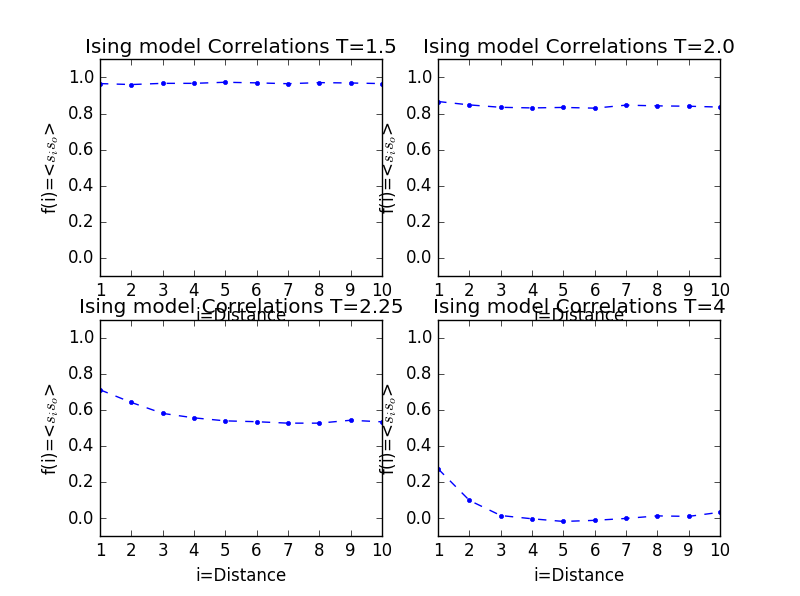 Ising model Correlations T=1.5
f(i)=<s_i s_o>
1.0
0.8
0.6
0.4
0.2
0.0
1 2 3 4 5 6 7 8 9 10
i=Distance
Ising model Correlations T=2.0
f(i)=<s_i s_o>
1.0
0.8
0.6
0.4
0.2
0.0
1 2 3 4 5 6 7 8 9 10
i=Distance
Ising model Correlations T=2.25
f(i)=<s_i s_o>
1.0
0.8
0.6
0.4
0.2
0.0
1 2 3 4 5 6 7 8 9 10
i=Distance
Ising model Correlations T=4
f(i)=<s_i s_o>
1.0
0.8
0.6
0.4
0.2
0.0
1 2 3 4 5 6 7 8 9 10
i=Distance